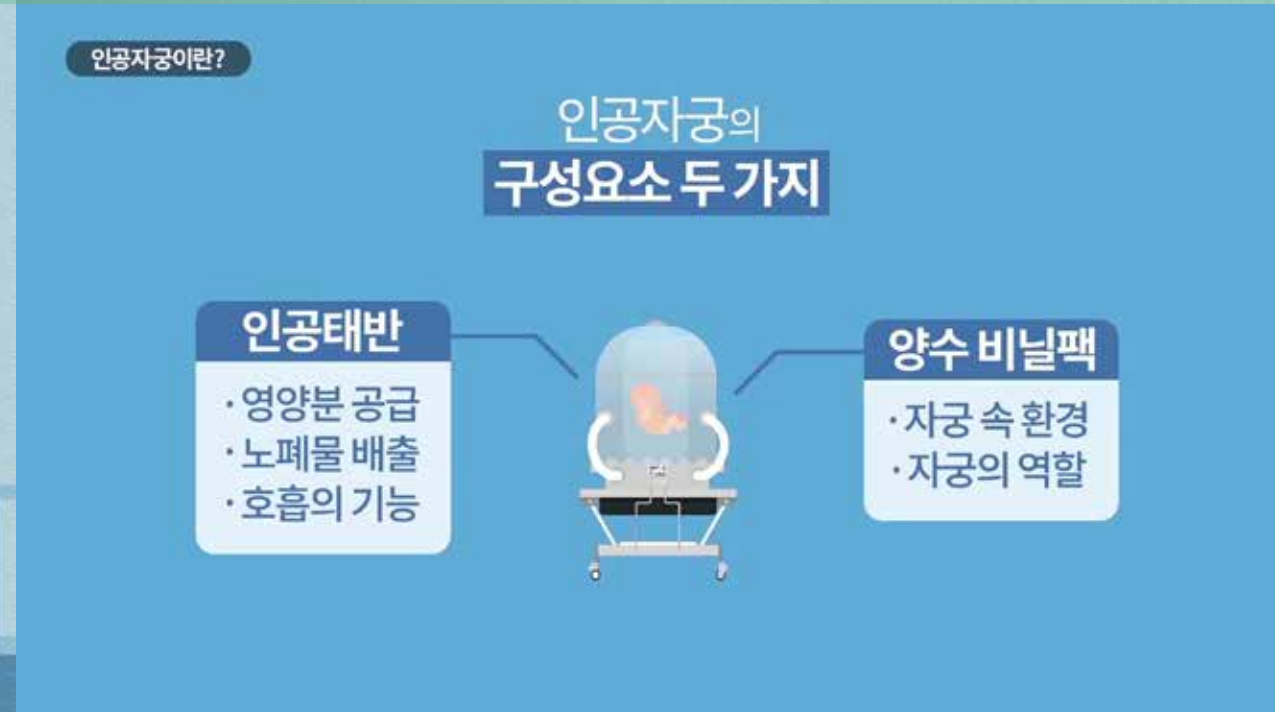 인공자궁이란?
인공자궁의
구성요소 두 가지
인공태반
· 영양분 공급
· 노폐물 배출
· 호흡의 기능
양수 비닐팩
· 자궁 속 환경
· 자궁의 역할